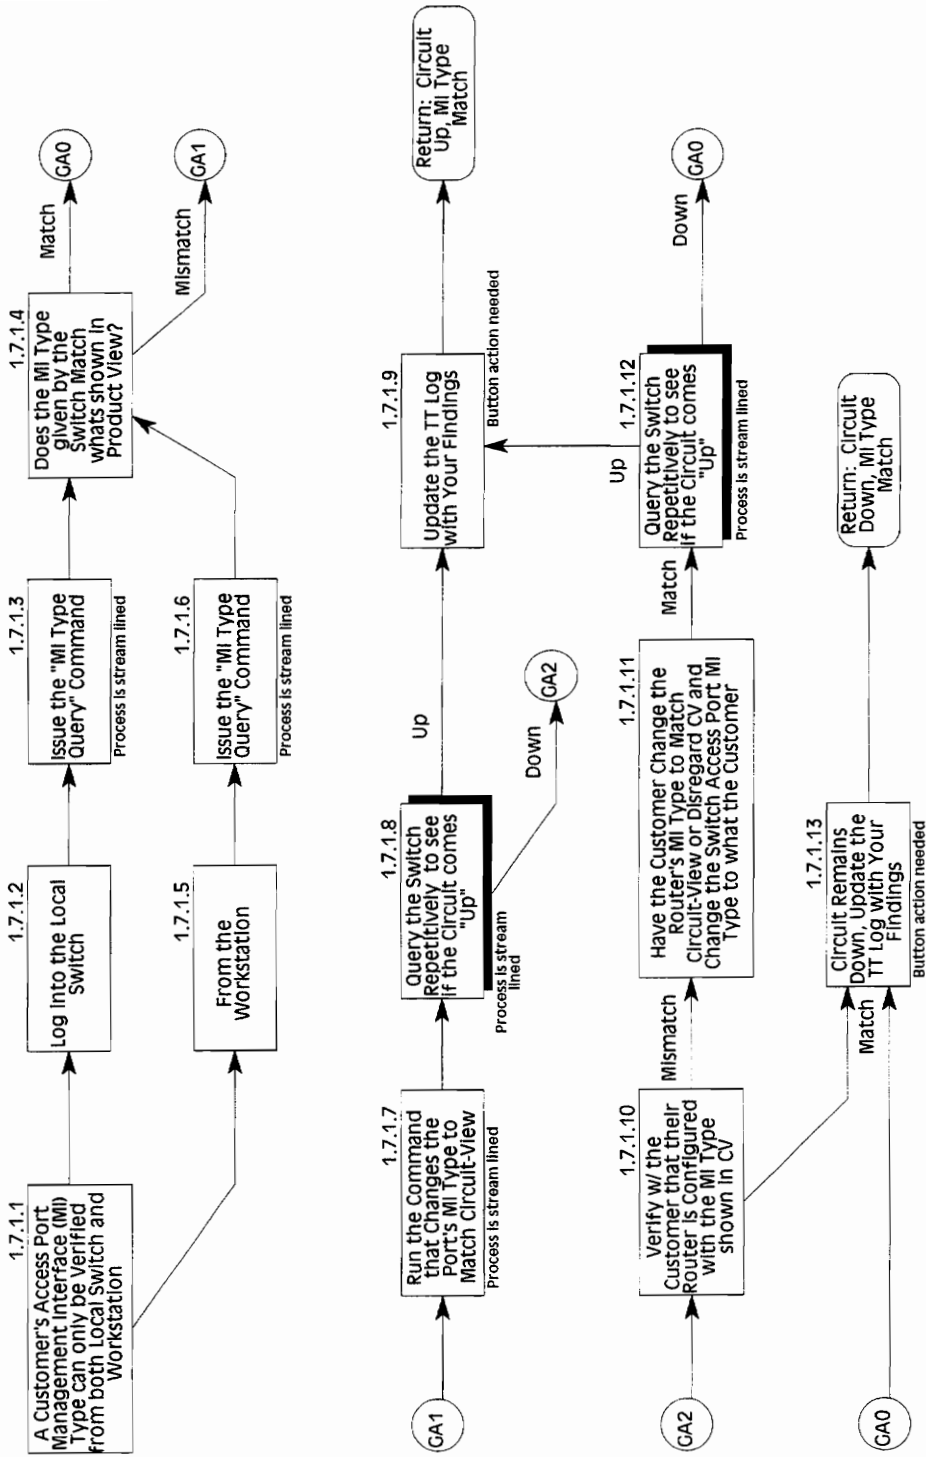 1.7.1.1
A Customer's Access Port
Management Interface (MI)
Type can only be Verified
from both Local Switch and
Workstation
1.7.1.2
Log into the Local
Switch
1.7.1.3
Issue the "MI Type
Query" Command
Process is stream lined
1.7.1.4
Does the MI Type
given by the
Switch Match
whats shown in
Product View?
Match
GA0
Mismatch
GA1
1.7.1.5
From the
Workstation
1.7.1.6
Issue the "MI Type
Query" Command
Process is stream lined
GA1
1.7.1.7
Run the Command
that Changes the
Port's MI Type to
Match Circuit-View
Process is stream lined
1.7.1.8
Query the Switch
Repetitively to see
if the Circuit comes
"Up"
Process is stream
lined
Up
Down
GA2
1.7.1.9
Update the TT Log
with Your Findings
Button action needed
Return: Circuit
Up, MI Type
Match
GA2
1.7.1.10
Verify w/ the
Customer that their
Router is Configured
with the MI Type
shown in CV
Mismatch
1.7.1.11
Have the Customer Change the
Router's MI Type to Match
Circuit-View or Disregard CV and
Change the Switch Access Port MI
Type to what the Customer
Match
1.7.1.12
Query the Switch
Repetitively to see
if the Circuit comes
"Up"
Process is stream lined
Up
Down
GA0
GA0
Match
1.7.1.13
Circuit Remains
Down, Update the
TT Log with Your
Findings
Button action needed
Return: Circuit
Down, MI Type
Match